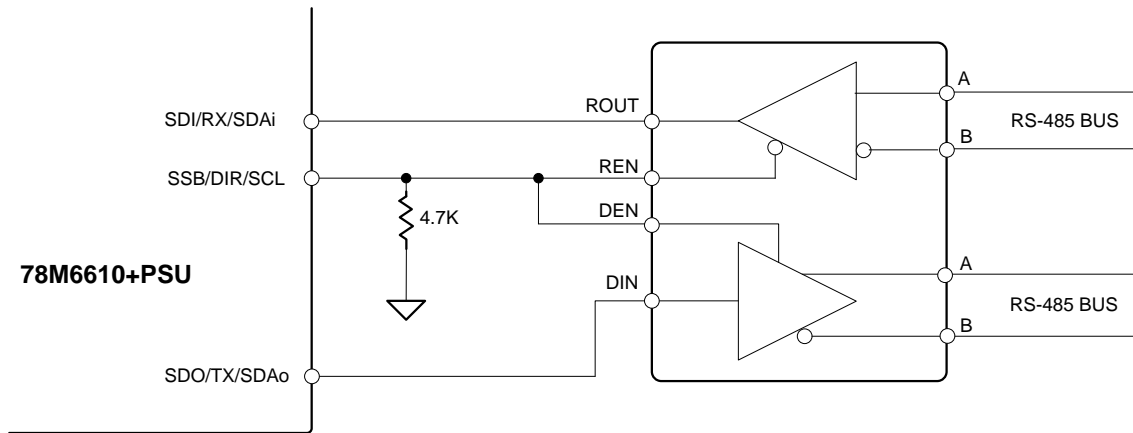 SDI/RX/SDAi
ROUT
A
RS-485 BUS
B
SSB/DIR/SCL
REN
4.7K
DEN
78M6610+PSU
DIN
A
RS-485 BUS
B
SDO/TX/SDAo